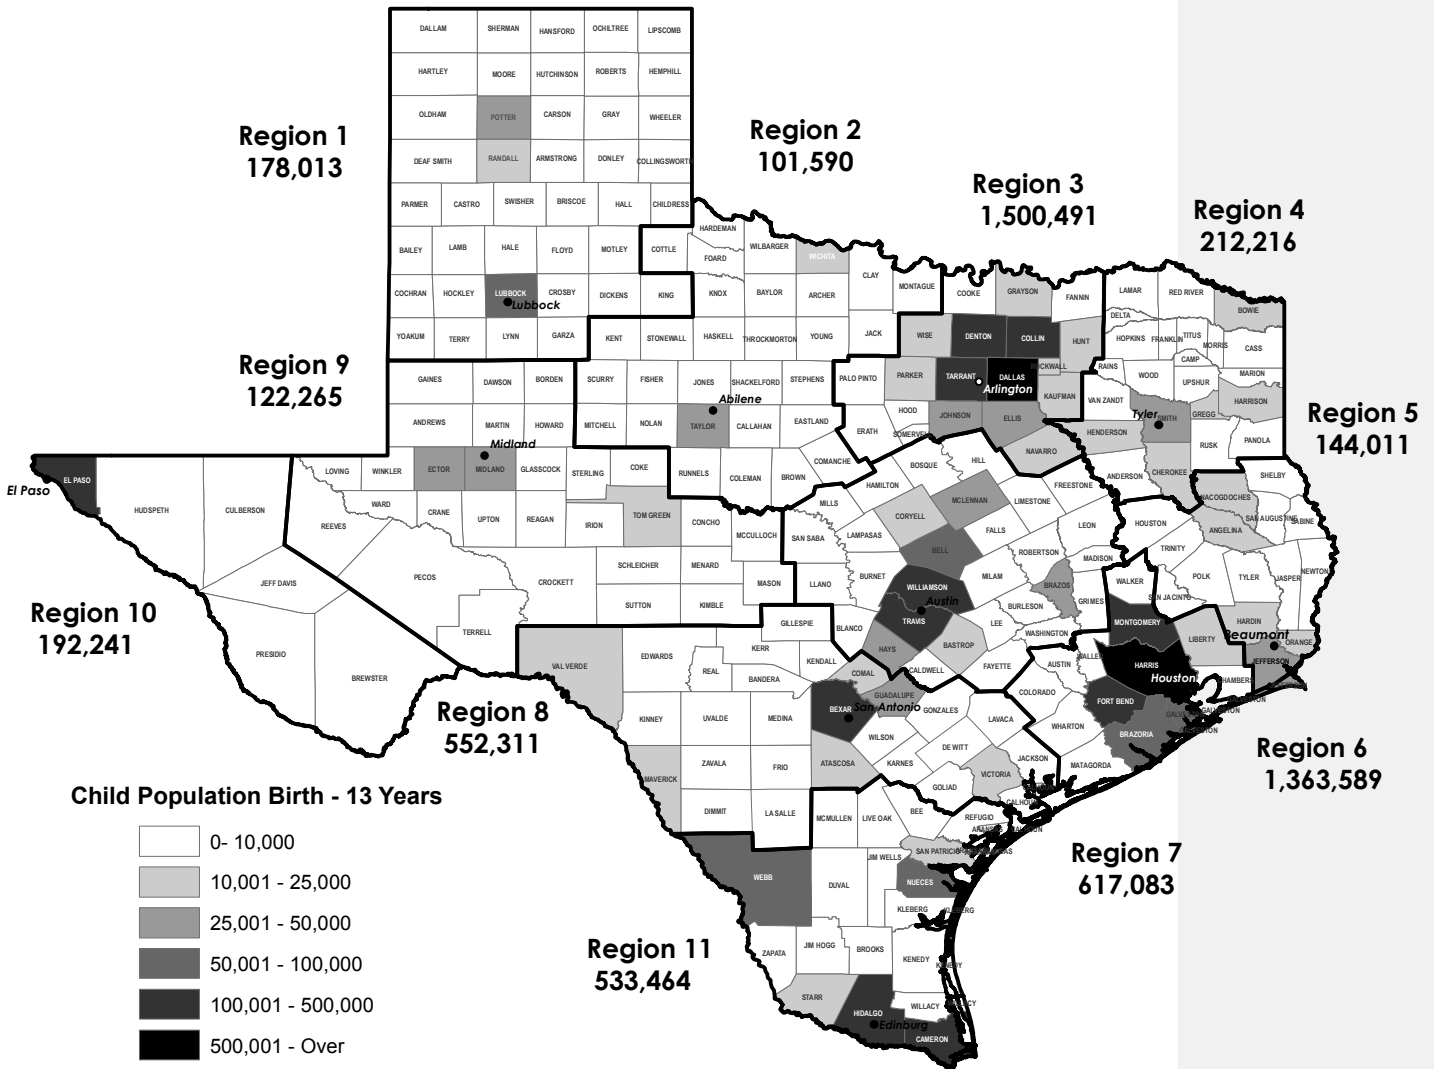 DALLAM SHERMAN HANSFORD OCHILTREE LIPSCOMB
HARTLEY MOORE HUTCHINSON ROBERTS HEMPHILL
OLDHAM POTTER CARSON GRAY WHEELER
DEAF SMITH RANDALL ARMSTRONG DONLEY COLLINGSWORTH
PARMER CASTRO SWISHER BRISCOE HALL CHILDRESS
BAILEY LAMB HALE FLOYD MOTLEY COTTLE
COCHRAN HOCKLEY LUBBOCK CROSBY DICKENS KING
Lubbock
YOAKUM TERRY LYNN GARZA
Region 1
178,013
Region 2
101,590
Region 3
1,500,491
Region 4
212,216
HARDEMAN
FOARD WILBARGER WICHITA
CLAY MONTAGUE
KNOX BAYLOR ARCHER
KENT STONEWALL HASKELL THROCKMORTON YOUNG JACK
SCURRY FISHER JONES SHACKELFORD STEPHENS
Abilene
MITCHELL NOLAN TAYLOR CALLAHAN EASTLAND
RUNNELS COLEMAN BROWN COMANCHE
COOKE GRAYSON FANNIN
WISE DENTON COLLIN HUNT
ROCKWALL
PALO PINTO PARKER TARRANT DALLAS KAUFMAN
Arlington
HOOD JOHNSON ELLIS
ERATH SOMERVELL NAVARRO
LAMAR RED RIVER BOWIE
DELTA
HOPKINS FRANKLIN TITUS MORRIS CASS
CAMP
RAINS WOOD UPSHUR MARION
VAN ZANDT HARRISON
Tyler SMITH GREGG
HENDERSON RUSK PANOLA
ANDERSON CHEROKEE
Region 9
122,265
GAINES DAWSON BORDEN
ANDREWS MARTIN HOWARD
Midland
LOVING WINKLER ECTOR MIDLAND GLASSCOCK STERLING COKE
WARD CRANE UPTON REAGAN IRION TOM GREEN CONCHO
REEVES MCCULLOCH
PECOS CROCKETT SCHLEICHER MENARD
MASON
SUTTON KIMBLE
TERRELL
Region 5
144,011
SHELBY
NACOGDOCHES
SAN AUGUSTINE SABINE
HOUSTON ANGELINA
TRINITY
POLK TYLER JASPER NEWTON
SAN JACINTO
HARDIN
Beaumont ORANGE
JEFFERSON
El Paso
EL PASO HUDSPETH CULBERSON
JEFF DAVIS
PRESIDIO
BREWSTER
Region 10
192,241
BOSQUE HILL
HAMILTON MCLENNAN LIMESTONE FREESTONE
MILLS CORYELL
SAN SABA LAMPASAS FALLS LEON
BELL ROBERTSON MADISON
LLANO BURNET MILAM BRAZOS
WILLIAMSON
Austin BURLESON GRIMES
TRAVIS LEE
BLANCO WASHINGTON
HAYS BASTROP
CALDWELL FAYETTE
WALKER
MONTGOMERY
LIBERTY
WALLER HARRIS
AUSTIN Houston CHAMBERS
COLORADO FORT BEND GALVESTON
WHARTON BRAZORIA
MATAGORDA
GILLESPIE
VAL VERDE EDWARDS KERR KENDALL
REAL BANDERA COMAL
GUADALUPE
BEXAR San Antonio GONZALES LAVACA
KINNEY UVALDE MEDINA WILSON DE WITT
MAVERICK ZAVALA FRIO ATASCOSA KARNES VICTORIA JACKSON
GOLIAD CALHOUN
DIMMIT LA SALLE
Region 8
552,311
Region 6
1,363,589
MCMULLEN LIVE OAK BEE REFUGIO
ARANSAS
SAN PATRICIO
WEBB DUVAL JIM WELLS NUECES
KLEBERG KLEBERG
ZAPATA JIM HOGG BROOKS KENEDY KENEDY
STARR HIDALGO WILLACY WILLACY
Edinburg
CAMERON
Region 7
617,083
Region 11
533,464
Child Population Birth - 13 Years
0- 10,000
10,001 - 25,000
25,001 - 50,000
50,001 - 100,000
100,001 - 500,000
500,001 - Over